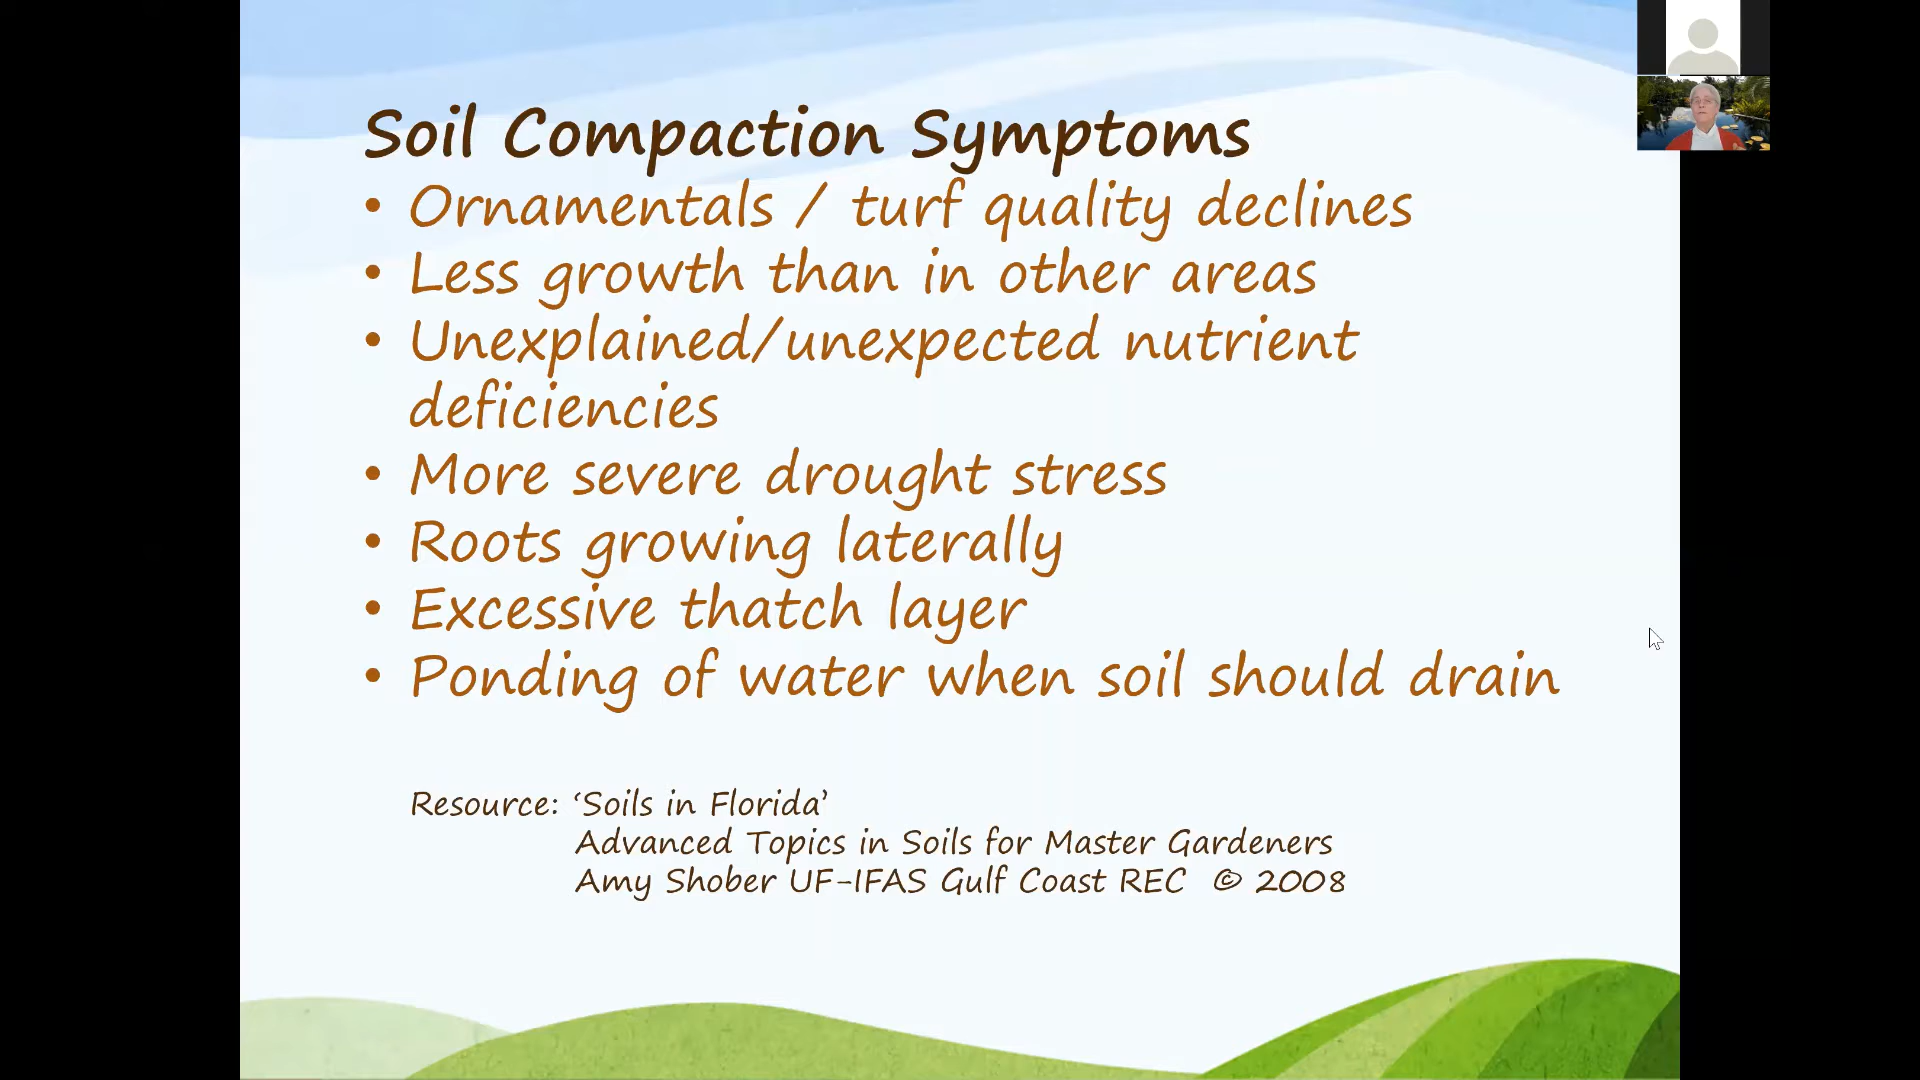 Soil Compaction Symptoms
• Ornamentals / turf quality declines
• Less growth than in other areas
• Unexplained/unexpected nutrient
deficiencies
• More severe drought stress
• Roots growing laterally
• Excessive thatch layer
• Ponding of water when soil should drain
Resource: ‘Soils in Florida’
Advanced Topics in Soils for Master Gardeners
Amy Shober UF-IFAS Gulf Coast REC © 2008